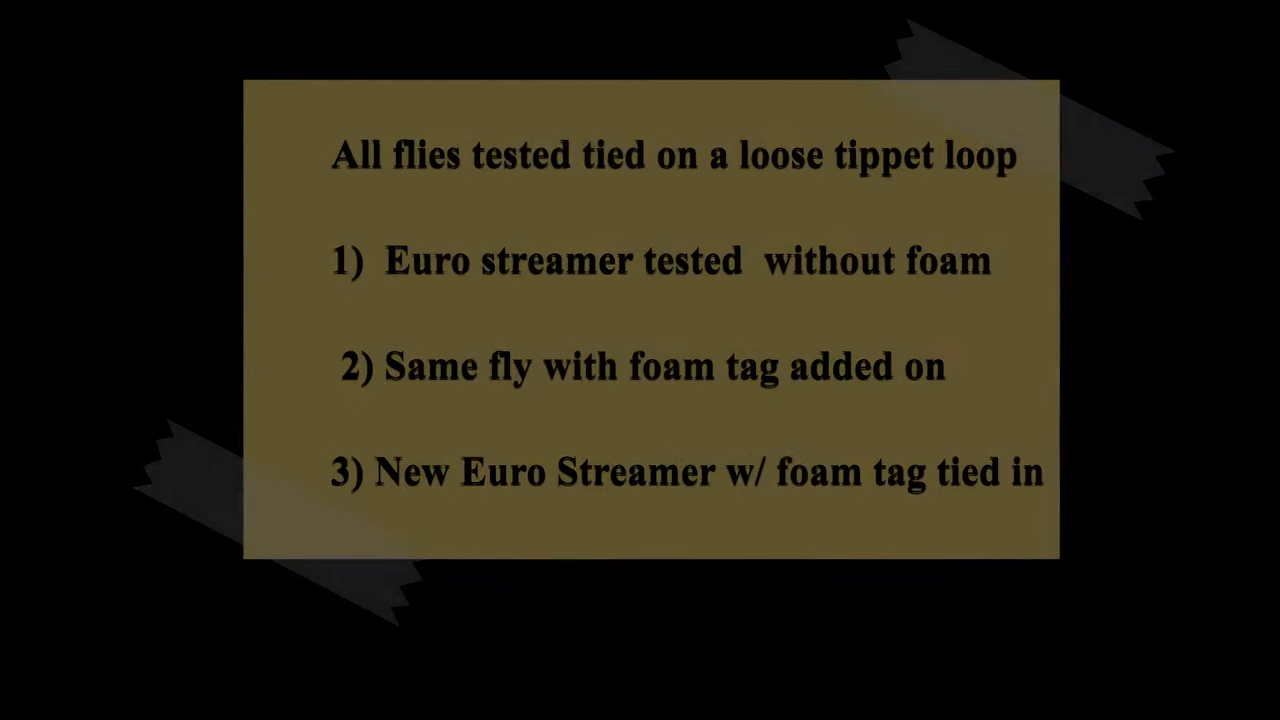 All flies tested tied on a loose tippet loop
1) Euro streamer tested without foam
2) Same fly with foam tag added on
3) New Euro Streamer w/ foam tag tied in